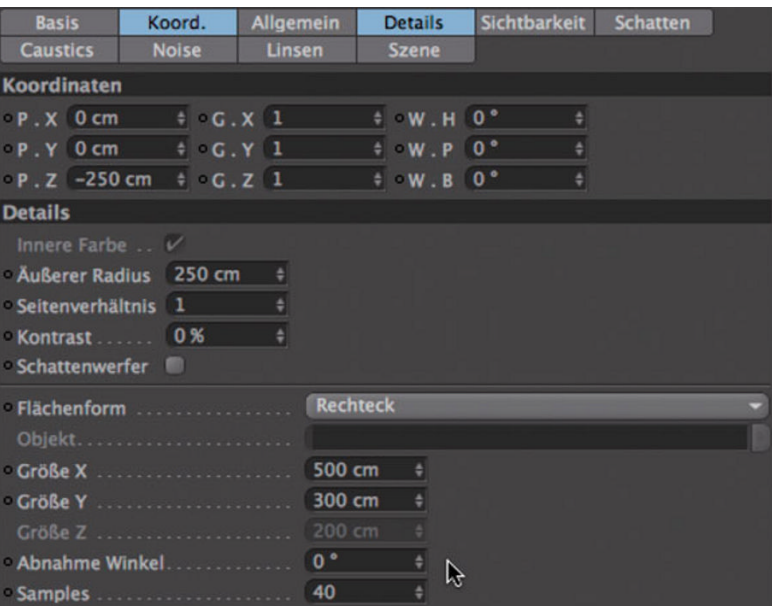 Basis Koord. Allgemein Details Sichtbarkeit Schatten
Caustics Noise Linsen Szene
Koordinaten
P . X 0 cm G . X 1 W . H 0 °
P . Y 0 cm G . Y 1 W . P 0 °
P . Z -250 cm G . Z 1 W . B 0 °
Details
Innere Farbe . .
Äußerer Radius 250 cm
Seitenverhältnis 1
Kontrast . . . . . . 0 %
Schattenwerfer
Flächenform . . . . . . . . . . . . . . . . . Rechteck
Objekt. . . . . . . . . . . . . . . . . . . . . . .
Größe X . . . . . . . . . . . . . . . . . . . . . 500 cm
Größe Y . . . . . . . . . . . . . . . . . . . . . 300 cm
Größe Z . . . . . . . . . . . . . . . . . . . . . 200 cm
Abnahme Winkel. . . . . . . . . . . . . 0 °
Samples . . . . . . . . . . . . . . . . . . . . . 40